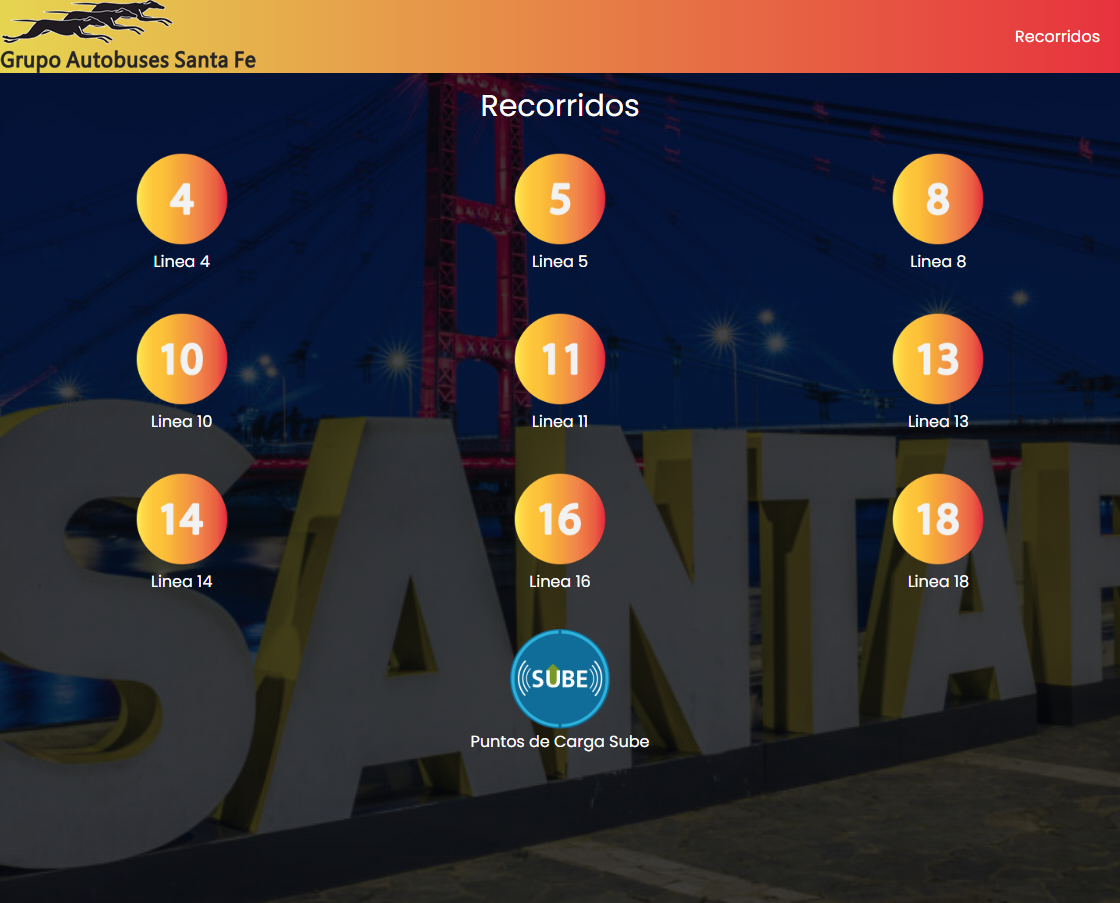 Grupo Autobuses Santa Fe
Recorridos
Recorridos
4
5
8
Linea 4
Linea 5
Linea 8
10
11
13
Linea 10
Linea 11
Linea 13
14
16
18
Linea 14
Linea 16
Linea 18
SUBE
Puntos de Carga Sube
SANTA F